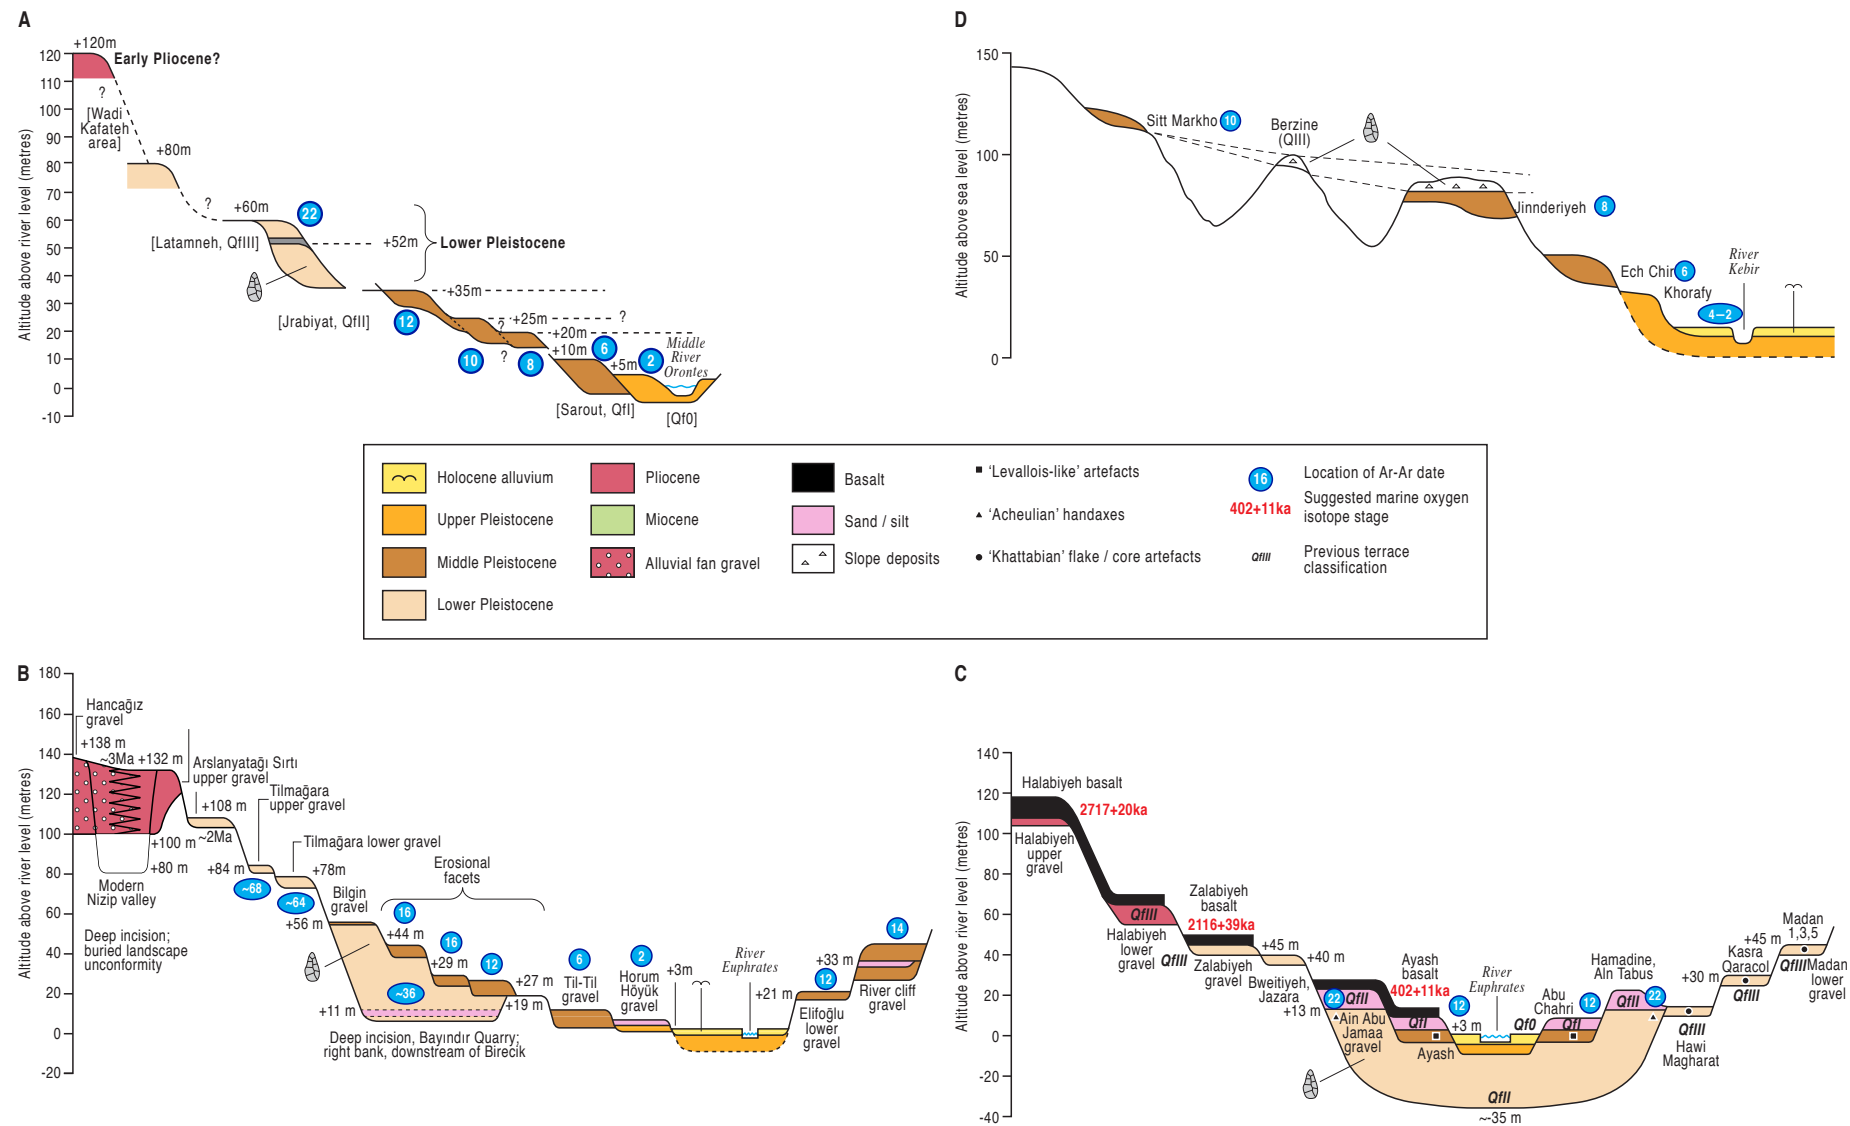 A
+120m
Early Pliocene?
?
[Wadi
Kafateh
area]
+80m
?
+60m
22
[Latamneh, QfIII]
+52m
Lower Pleistocene
[Jrabiyat, QfII]
+35m
12
+25m
?
?
+20m
10
?
8
+10m
6
+5m
2
Middle
River
Orontes
[Sarout, QfI]
[Qf0]
Altitude above river level (metres)
120
110
100
90
80
70
60
50
40
30
20
10
0
-10
D
Altitude above sea level (metres)
150
100
50
0
Sitt Markho
10
Berzine
(QIII)
Jinnderiyeh
8
Ech Chir
6
Khorafy
4–2
River
Kebir
Holocene alluvium
Upper Pleistocene
Middle Pleistocene
Lower Pleistocene
Pliocene
Miocene
Alluvial fan gravel
Basalt
Sand / silt
Slope deposits
‘Levallois-like’ artefacts
‘Acheulian’ handaxes
‘Khattabian’ flake / core artefacts
16
Location of Ar-Ar date
402+11ka
Suggested marine oxygen
isotope stage
QfIII
Previous terrace
classification
B
Altitude above river level (metres)
180
160
140
120
100
80
60
40
20
0
-20
Hancağız
gravel
+138 m
~3Ma
+132 m
Arslanyatağı Sırtı
upper gravel
+108 m
~2Ma
+100 m
+80 m
Modern
Nizip valley
Deep incision;
buried landscape
unconformity
Tilmağara
upper gravel
+84 m
~68
Tilmağara lower gravel
+78m
~64
Bilgin
gravel
+56 m
Erosional
facets
16
+44 m
16
+29 m
12
+27 m
+19 m
~36
+11 m
Deep incision, Bayındır Quarry;
right bank, downstream of Birecik
6
Til-Til
gravel
2
Horum
Höyük
gravel
+3m
River
Euphrates
+21 m
12
Elifoğlu
lower
gravel
+33 m
14
River cliff
gravel
C
Altitude above river level (metres)
140
120
100
80
60
40
20
0
-20
-40
Halabiyeh basalt
2717+20ka
Halabiyeh
upper
gravel
QfIII
Halabiyeh
lower
gravel
QfIII
Zalabiyeh
basalt
2116+39ka
Zalabiyeh
gravel
+45 m
+40 m
Bweitiyeh,
Jazara
+13 m
22
QfII
Ain Abu
Jamaa
gravel
Ayash
basalt
402+11ka
QfI
Ayash
12
+3 m
River
Euphrates
Qf0
Abu
Chahri
12
QfI
Hamadine,
Aln Tabus
QfII
22
QfII
~-35 m
+30 m
QfIII
Hawi
Magharat
+45 m
Kasra
Qaracol
QfIII
Madan
1,3,5
QfIII
Madan
lower
gravel